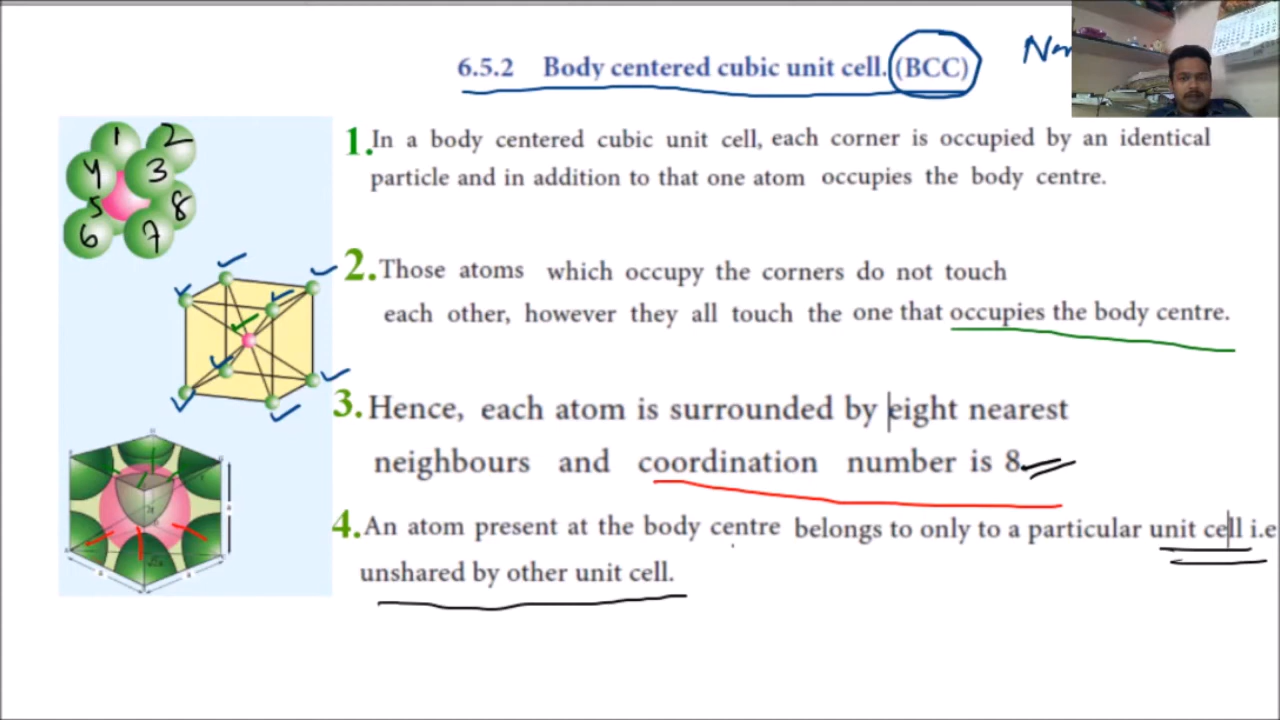 6.5.2 Body centered cubic unit cell. (BCC)
1
2
4
3
5
8
6
7
1. In a body centered cubic unit cell, each corner is occupied by an identical
particle and in addition to that one atom occupies the body centre.
2. Those atoms which occupy the corners do not touch
each other, however they all touch the one that occupies the body centre.
3. Hence, each atom is surrounded by eight nearest
neighbours and coordination number is 8
4. An atom present at the body centre belongs to only to a particular unit cell i.e
unshared by other unit cell.